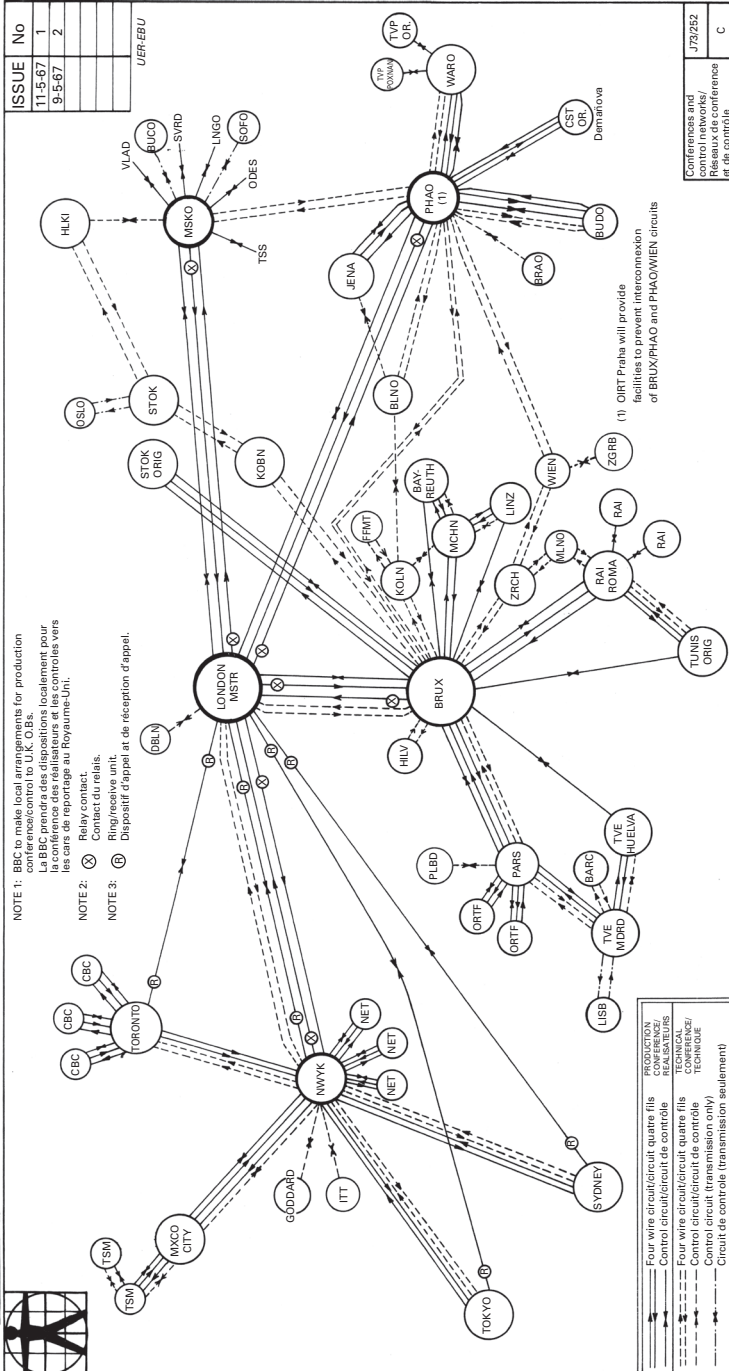 NOTE 1: BBC to make local arrangements for production
conference/control to U.K. O.Bs.
La BBC prendra des dispositions localement pour
la conférence des réalisateurs et les controles vers
les cars de reportage au Royaume-Uni.
NOTE 2: X Relay contact.
Contact du relais.
NOTE 3: R Ring/receive unit.
Dispositif d'appel at de réception d'appel.
ISSUE No
11-5-67 1
9-5-67 2
UER-EBU
TSM
TSM
MXCO
CITY
CBC
CBC
CBC
TORONTO
R
GODDARD
ITT
NWYK
NET
NET
NET
R
X
TOKYO
R
SYDNEY
R
DBLN
LONDON
MSTR
R
R
X
R
R
X
X
X
X
BRUX
HILV
PLBD
PARS
ORTF
ORTF
LISB
TVE
MDRD
BARC
TVE
HUELVA
STOK
ORIG
OSLO
STOK
KOBN
HLKI
VLAD
BUCO
SVRD
LNGO
SOFO
ODES
TSS
MSKO
X
FFMT
KOLN
BLNO
BAY-
REUTH
MCHN
LINZ
ZRCH
MLNO
WIEN
ZGRB
RAI
ROMA
RAI
RAI
TUNIS
ORIG
JENA
X
PHAO
(1)
TVP
POXNAN
TVP
OR.
WARO
CST
OR.
Demañova
BRAO
BUDO
(1) OIRT Praha will provide
facilities to prevent interconnexion
of BRUX/PHAO and PHAO/WIEN circuits
Four wire circuit/circuit quatre fils
Control circuit/circuit de contrôle
PRODUCTION
CONFERENCE/
REALISATEURS
Four wire circuit/circuit quatre fils
Control circuit/circuit de contrôle
TECHNICAL
CONFERENCE/
TECHNIQUE
Control circuit (transmission only)
Circuit de controle (transmission seulement)
Conferences and
control networks/
Réseaux de conference
et de contrôle
J73/252
C